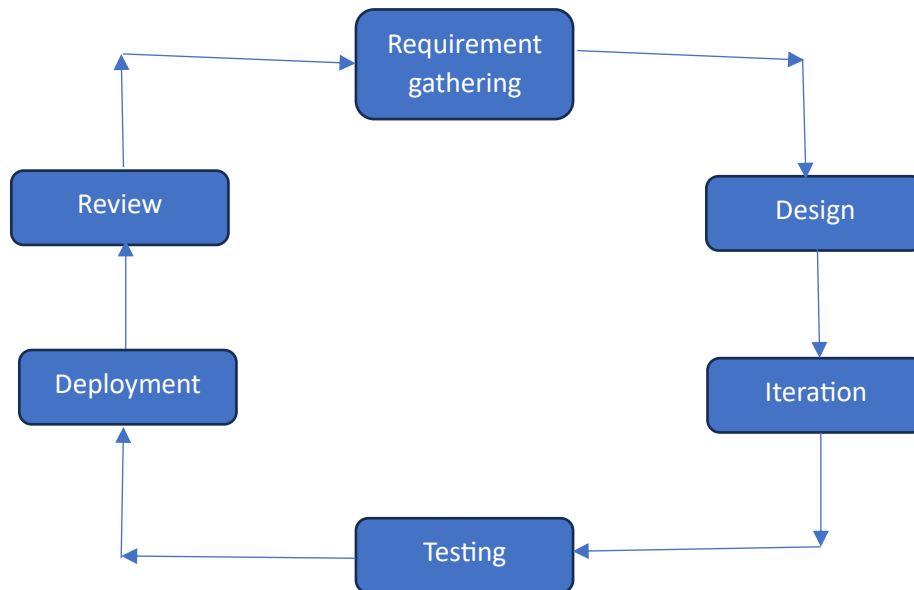 Requirement
gathering
Design
Iteration
Testing
Deployment
Review